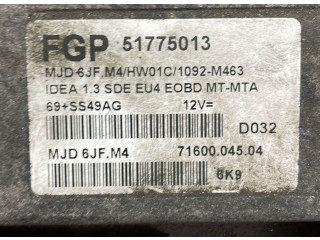 FGP 51775013
MJD 6JF.M4/HW01C/1092-M463
IDEA 1.3 SDE EU4 EOBD MT-MTA
69+SS49AG 12V=
D032
MJD 6JF.M4 71600.045.04
6K9